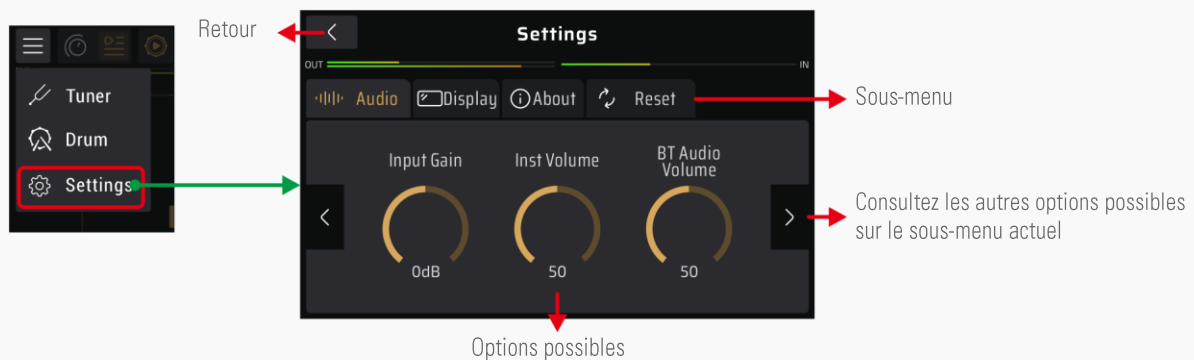 Tuner
Drum
Settings
Retour
Settings
OUT
IN
Audio
Display
About
Reset
Sous-menu
Input Gain
Inst Volume
BT Audio
Volume
0dB
50
50
Consultez les autres options possibles
sur le sous-menu actuel
Options possibles